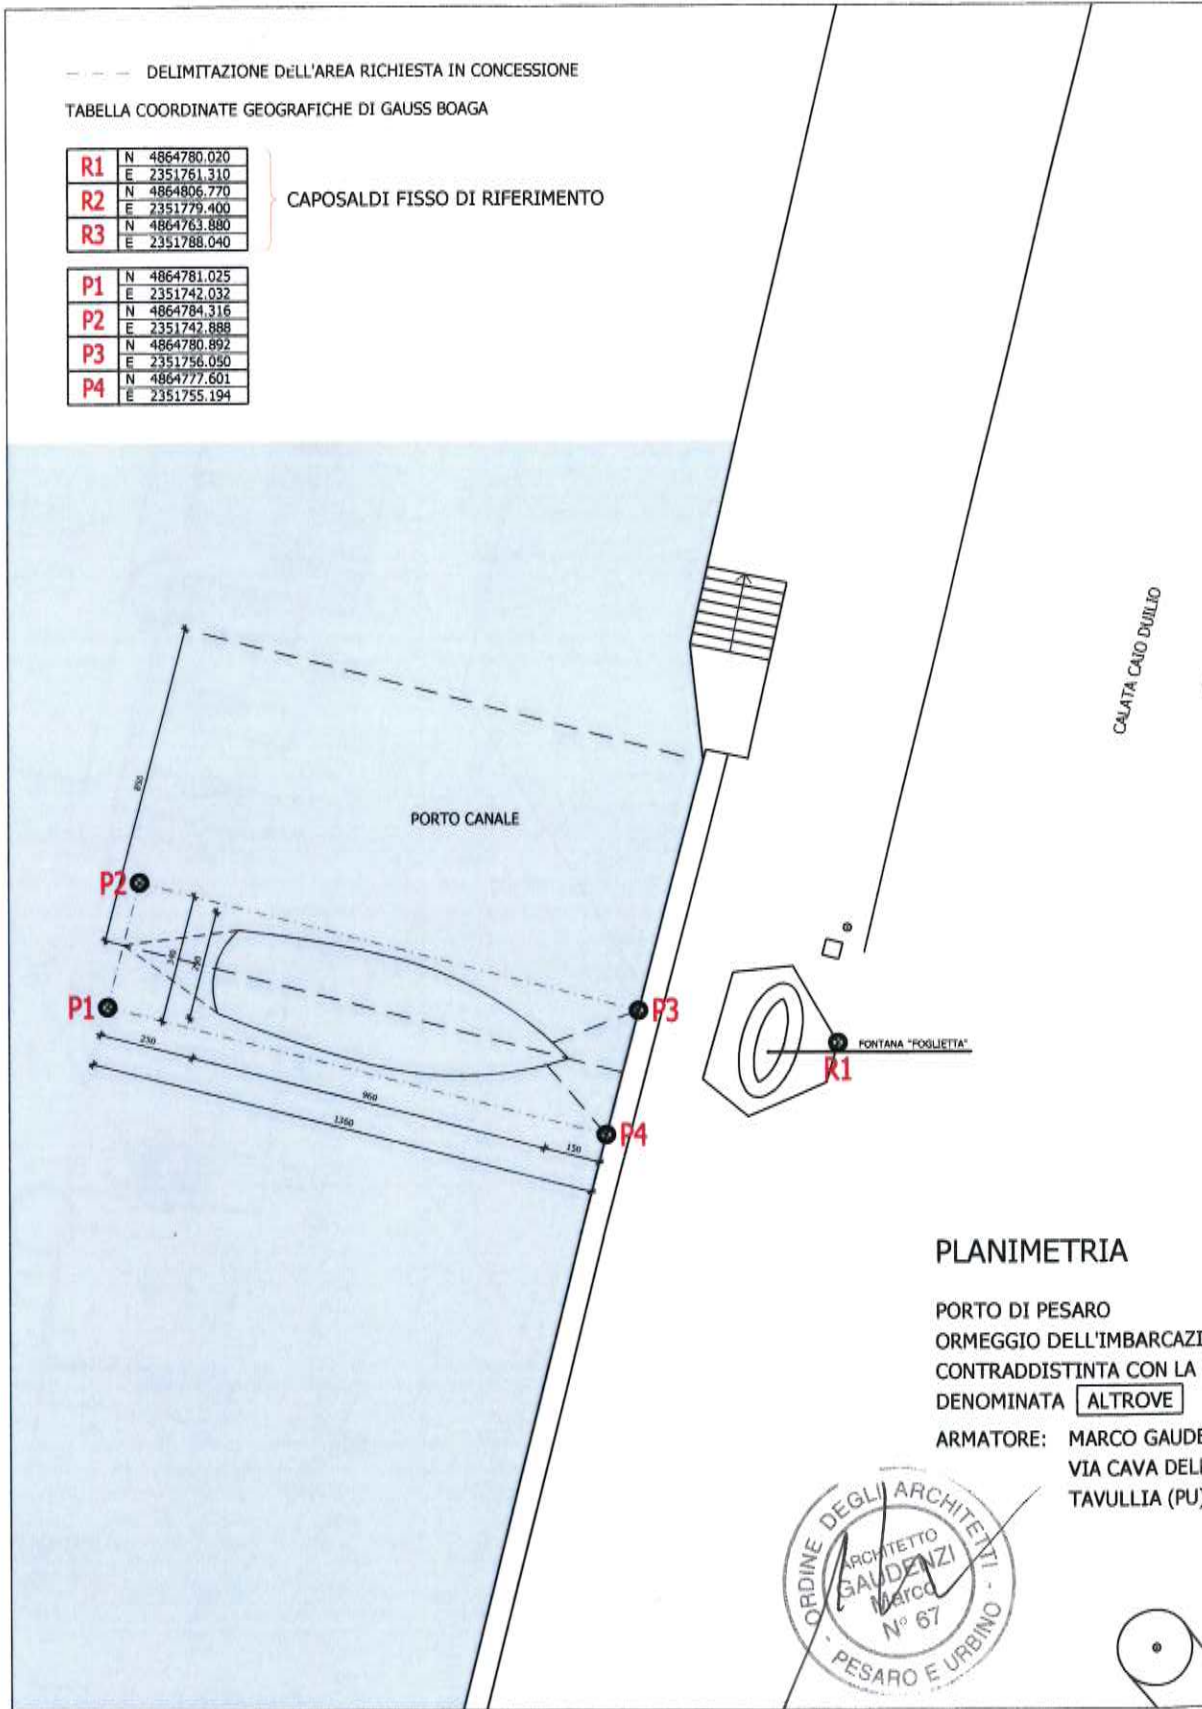 DELIMITAZIONE DELL'AREA RICHIESTA IN CONCESSIONE
TABELLA COORDINATE GEOGRAFICHE DI GAUSS BOAGA
R1 N 4864780.020
E 2351761.310
R2 N 4864806.770
E 2351779.400
R3 N 4864763.880
E 2351788.040
CAPOSALDI FISSO DI RIFERIMENTO
P1 N 4864781.025
E 2351742.032
P2 N 4864784.316
E 2351742.888
P3 N 4864780.892
E 2351756.050
P4 N 4864777.601
E 2351755.194
CALATA CAIO DUILIO
850
PORTO CANALE
P2
340
290
P1
P3
FONTANA "FOGLIETTA"
R1
250
960
1360
150
P4
PLANIMETRIA
PORTO DI PESARO
ORMEGGIO DELL'IMBARCAZI
CONTRADDISTINTA CON LA
DENOMINATA ALTROVE
ARMATORE: MARCO GAUDE
VIA CAVA DELL
TAVULLIA (PU)
ORDINE DEGLI ARCHITETTI - PESARO E URBINO -
ARCHITETTO
GAUDENZI
Marco
N° 67